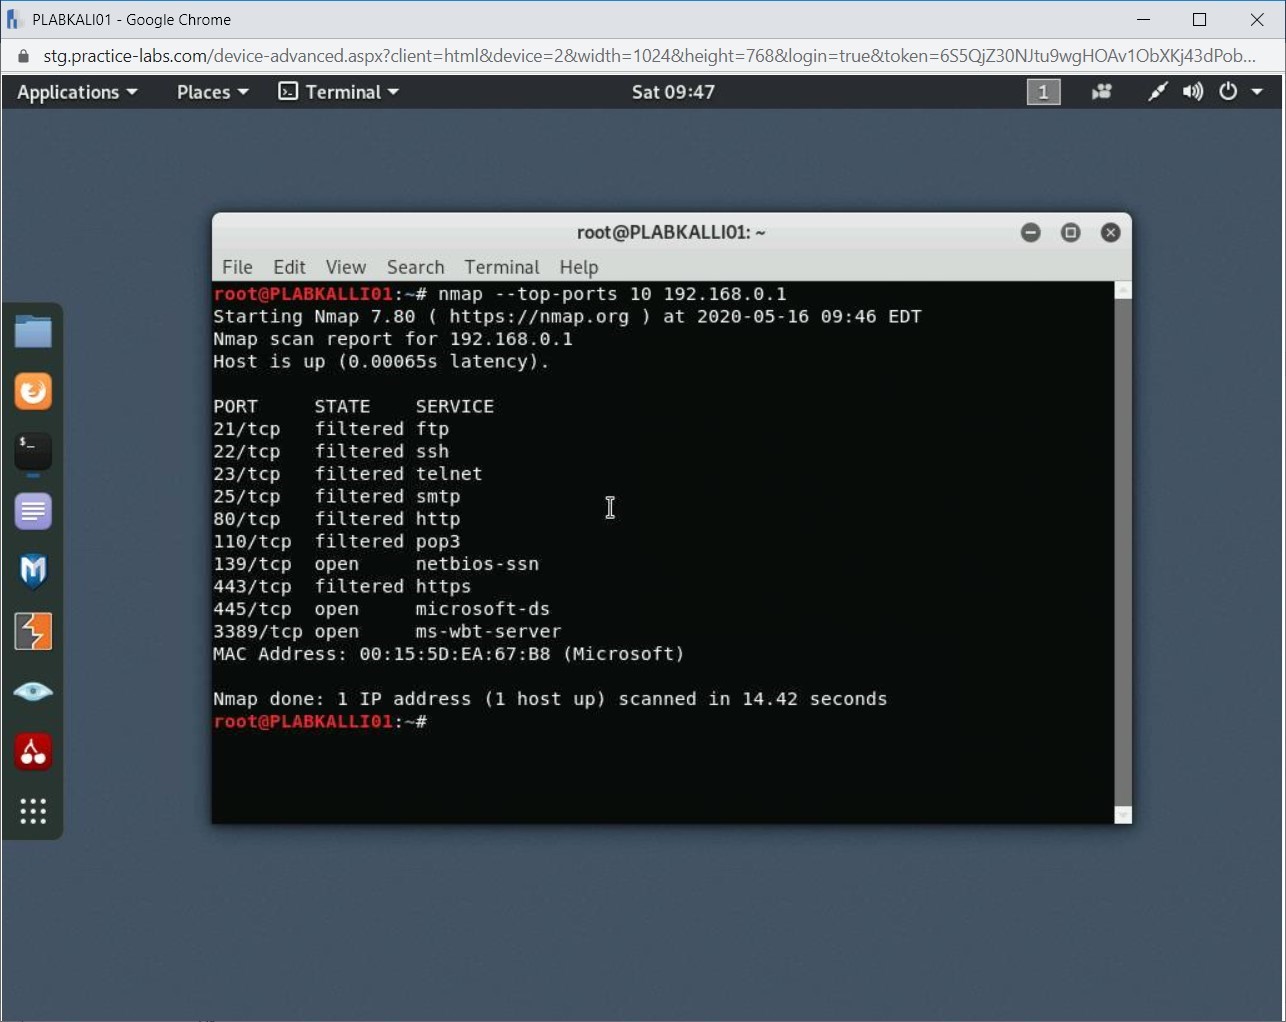 PLABKALI01 - Google Chrome
stg.practice-labs.com/device-advanced.aspx?client=html&device=2&width=1024&height=768&login=true&token=6S5QjZ30NJtu9wgHOAv1ObXKj43dPob...
Applications Places Terminal Sat 09:47 1
root@PLABKALLI01: ~
File Edit View Search Terminal Help
root@PLABKALLI01:~# nmap --top-ports 10 192.168.0.1
Starting Nmap 7.80 ( https://nmap.org ) at 2020-05-16 09:46 EDT
Nmap scan report for 192.168.0.1
Host is up (0.00065s latency).
PORT STATE SERVICE
21/tcp filtered ftp
22/tcp filtered ssh
23/tcp filtered telnet
25/tcp filtered smtp
80/tcp filtered http
110/tcp filtered pop3
139/tcp open netbios-ssn
443/tcp filtered https
445/tcp open microsoft-ds
3389/tcp open ms-wbt-server
MAC Address: 00:15:5D:EA:67:B8 (Microsoft)
Nmap done: 1 IP address (1 host up) scanned in 14.42 seconds
root@PLABKALLI01:~#